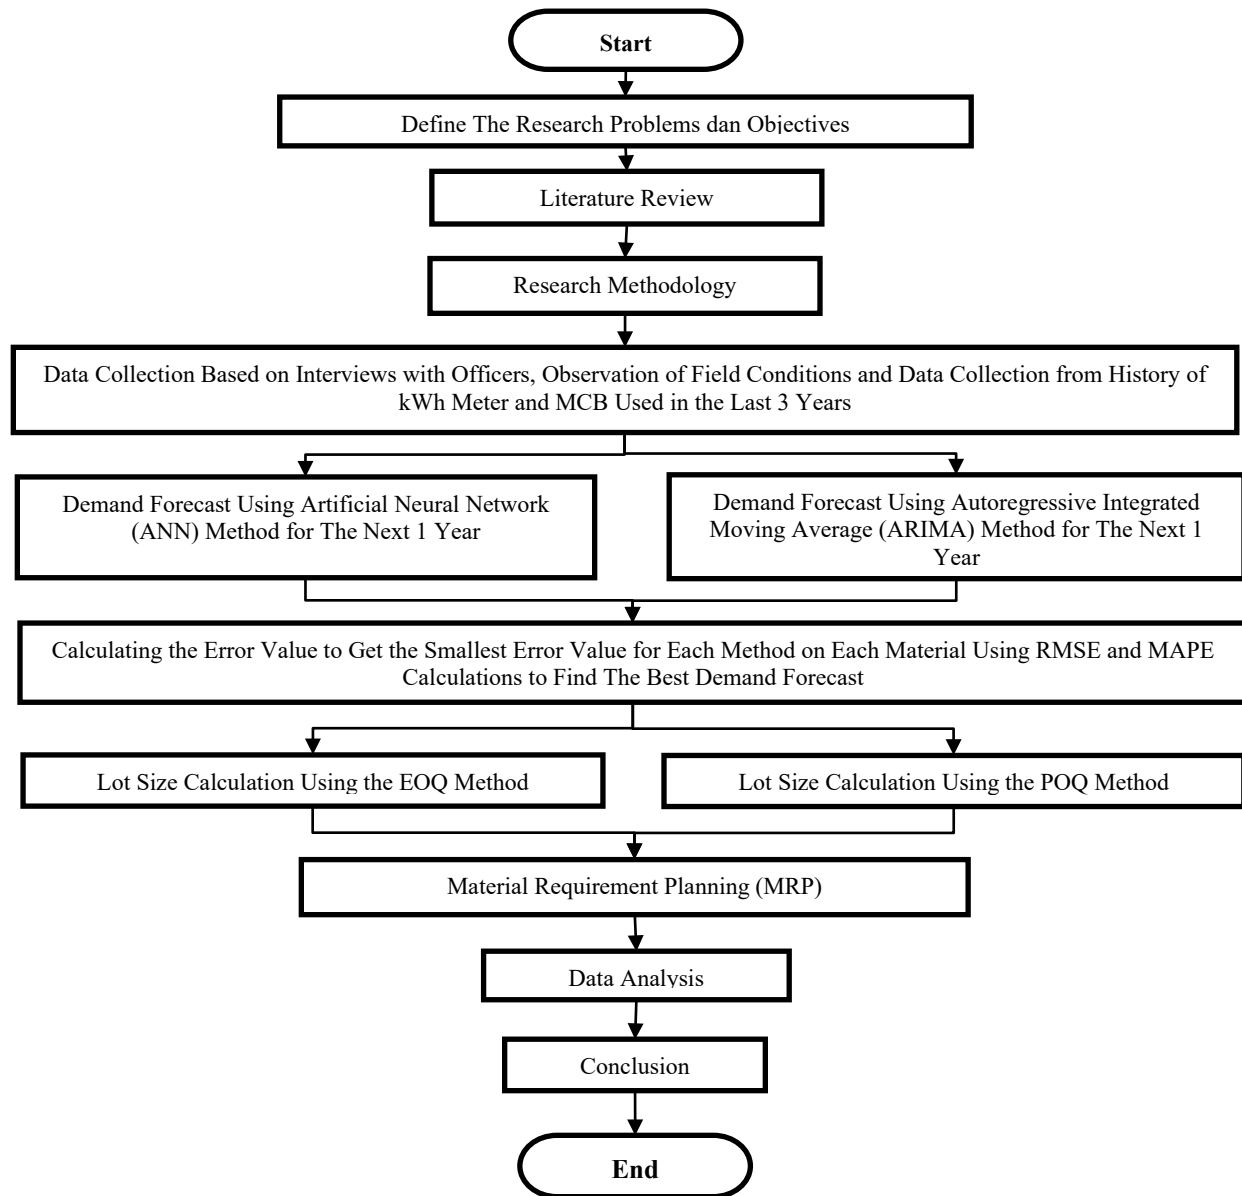 Start
Define The Research Problems dan Objectives
Literature Review
Research Methodology
Data Collection Based on Interviews with Officers, Observation of Field Conditions and Data Collection from History of
kWh Meter and MCB Used in the Last 3 Years
Demand Forecast Using Artificial Neural Network
(ANN) Method for The Next 1 Year
Demand Forecast Using Autoregressive Integrated
Moving Average (ARIMA) Method for The Next 1
Year
Calculating the Error Value to Get the Smallest Error Value for Each Method on Each Material Using RMSE and MAPE
Calculations to Find The Best Demand Forecast
Lot Size Calculation Using the EOQ Method
Lot Size Calculation Using the POQ Method
Material Requirement Planning (MRP)
Data Analysis
Conclusion
End